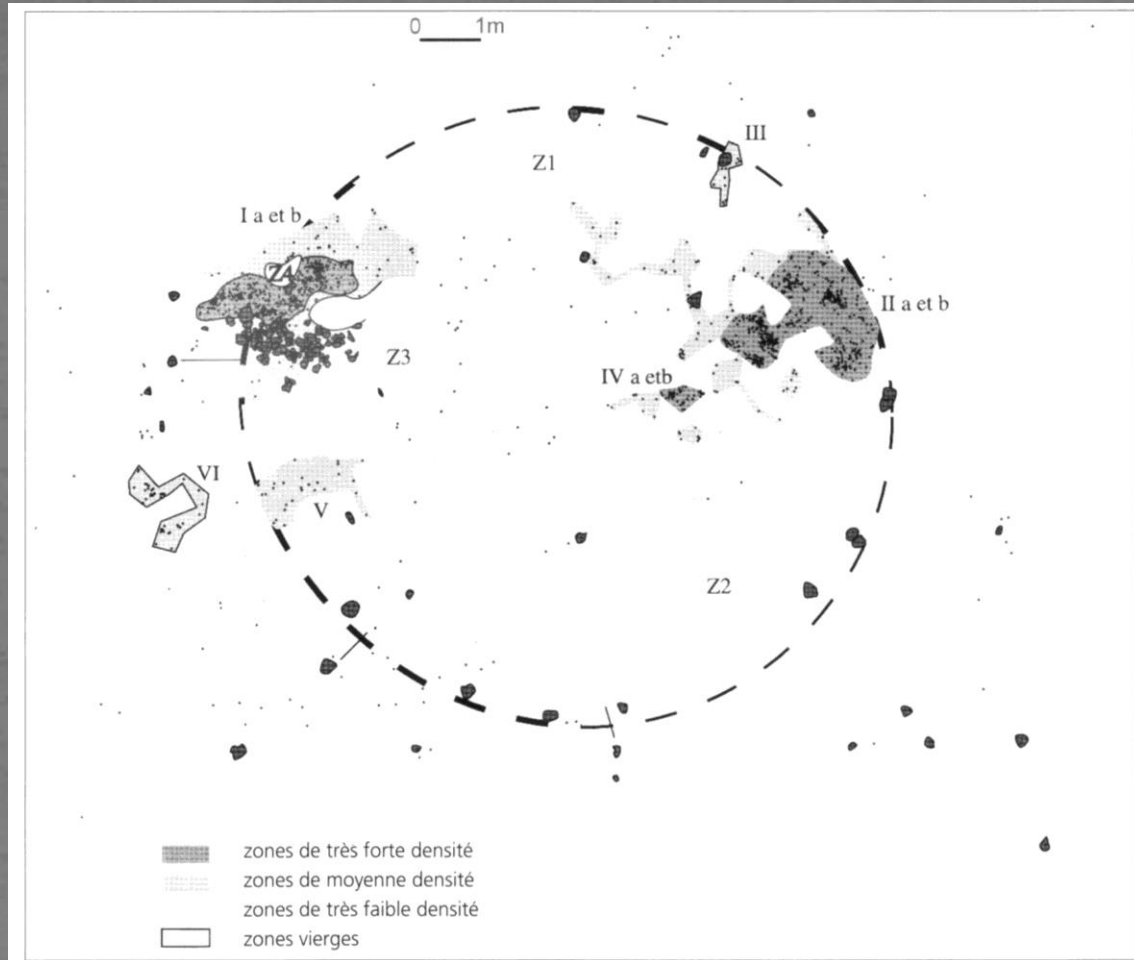 0 1m
III
Z1
I a et b
Z4
II a et b
Z3
IV a etb
VI
V
Z2
zones de très forte densité
zones de moyenne densité
zones de très faible densité
zones vierges